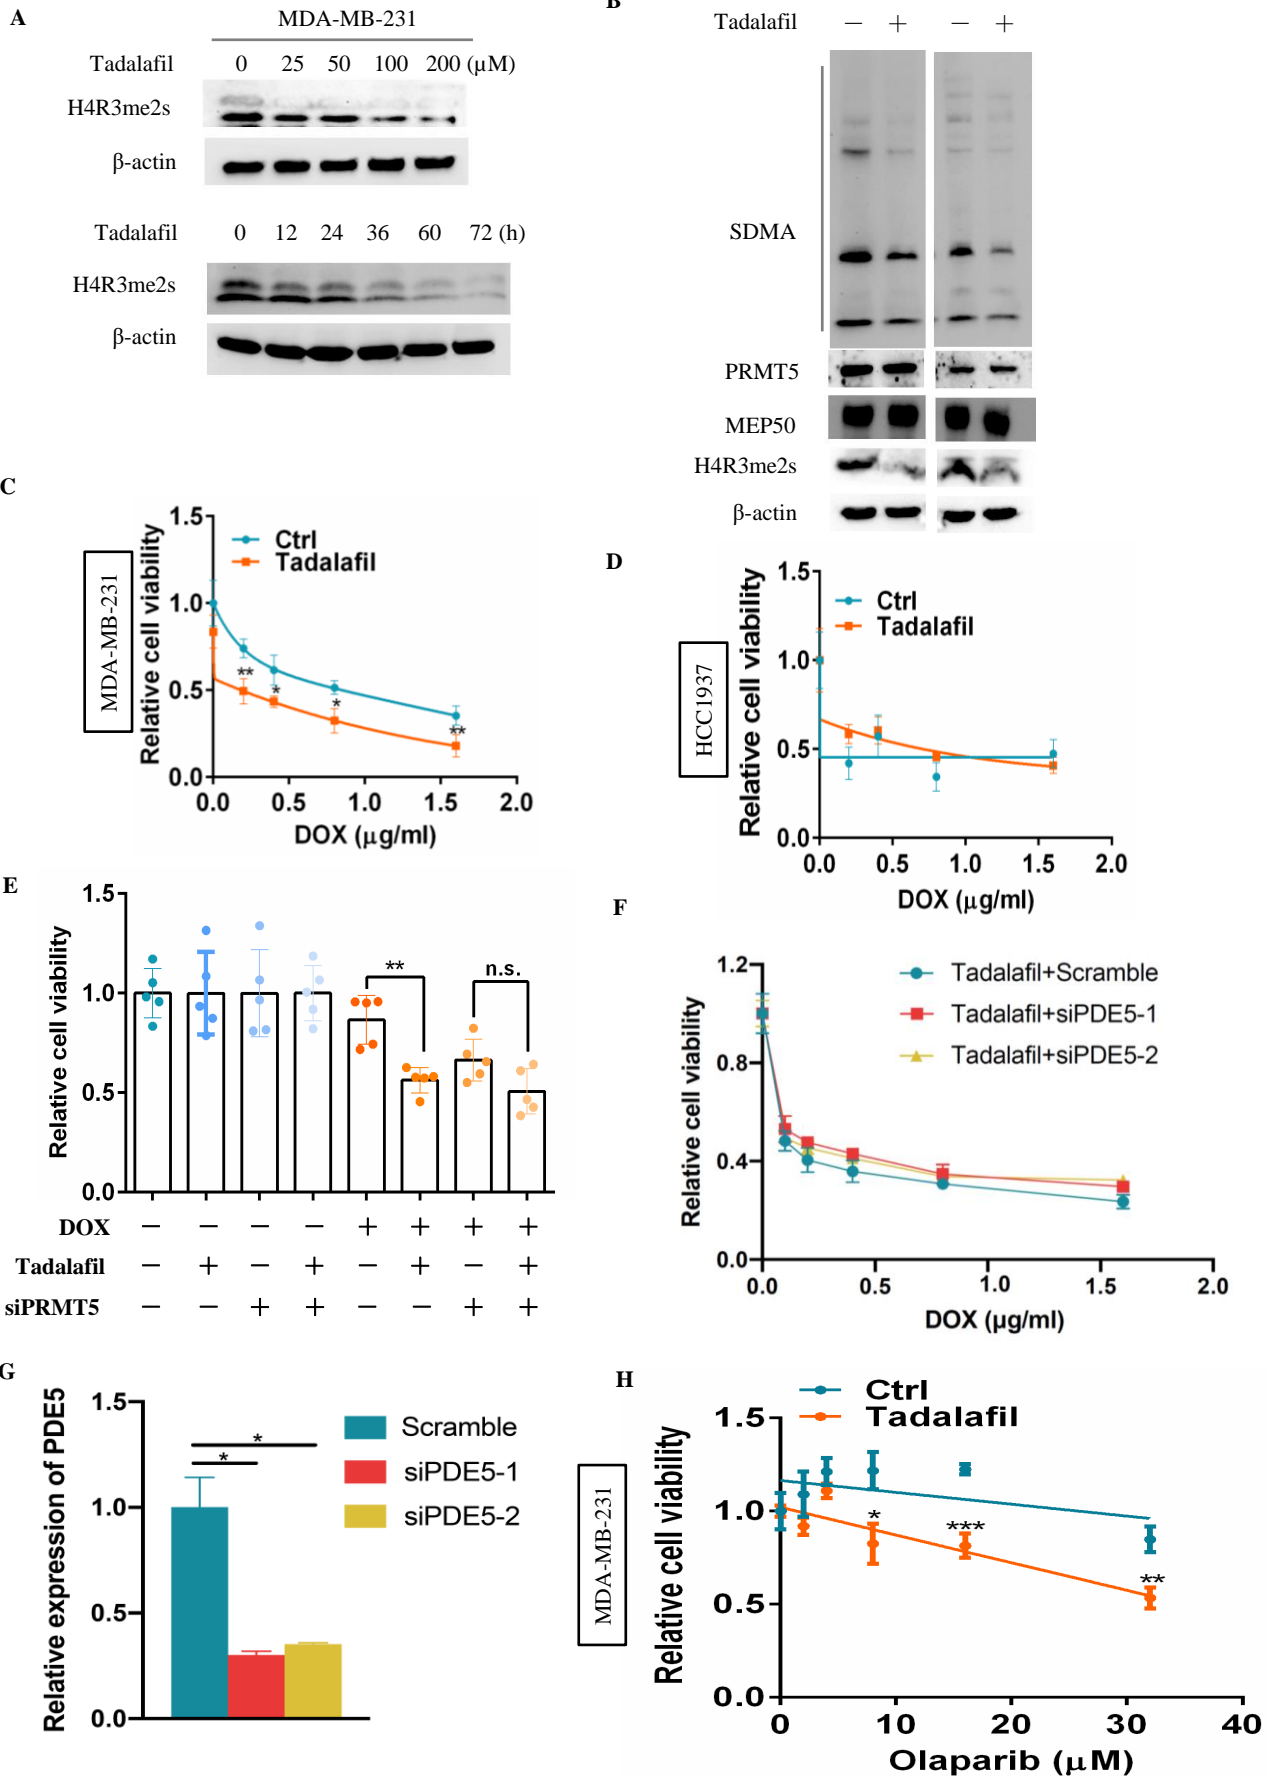 A
MDA-MB-231
Tadalafil 0 25 50 100 200 (μM)
H4R3me2s
β-actin
Tadalafil 0 12 24 36 60 72 (h)
H4R3me2s
β-actin
B
Tadalafil − + − +
SDMA
PRMT5
MEP50
H4R3me2s
β-actin
C
MDA-MB-231
Relative cell viability
1.5
1.0
0.5
0.0
Ctrl
Tadalafil
**
*
*
**
0.0 0.5 1.0 1.5 2.0
DOX (μg/ml)
D
HCC1937
Relative cell viability
1.5
1.0
0.5
0.0
Ctrl
Tadalafil
0.0 0.5 1.0 1.5 2.0
DOX (μg/ml)
E
Relative cell viability
1.5
1.0
0.5
0.0
**
n.s.
DOX − − − − + + + +
Tadalafil − + − + − + − +
siPRMT5 − − + + − − + +
F
Relative cell viability
1.2
0.8
0.4
0.0
Tadalafil+Scramble
Tadalafil+siPDE5-1
Tadalafil+siPDE5-2
0.0 0.5 1.0 1.5 2.0
DOX (μg/ml)
G
Relative expression of PDE5
1.5
1.0
0.5
0.0
*
*
Scramble
siPDE5-1
siPDE5-2
H
MDA-MB-231
Relative cell viability
Ctrl
Tadalafil
1.5
1.0
0.5
0.0
*
***
**
0 10 20 30 40
Olaparib (μM)